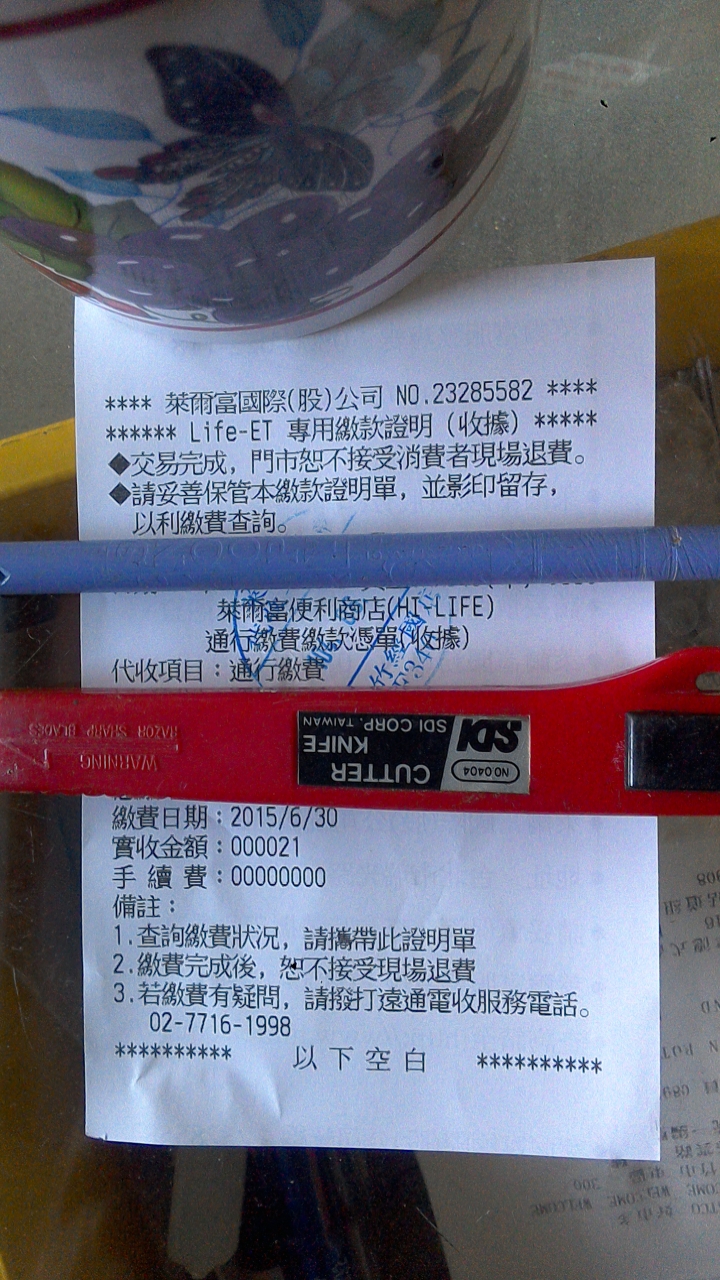 **** 萊爾富國際(股)公司 NO.23285582 ****
****** Life-ET 專用繳款證明 (收據) *****
◆交易完成, 門市恕不接受消費者現場退費。
◆請妥善保管本繳款證明單, 並影印留存,
以利繳費查詢。
萊爾富便利商店(HI LIFE)
通行繳費繳款憑單(收據)
代收項目:通行繳費
WARNING
RAZOR SHARP BLADES
SDI
SDI CORP. TAIWAN
CUTTER
KNIFE
NO.0404
繳費日期:2015/6/30
實收金額:000021
手 續 費:00000000
備註:
1.查詢繳費狀況, 請攜帶此證明單
2.繳費完成後, 恕不接受現場退費
3.若繳費有疑問, 請撥打遠通電收服務電話。
02-7716-1998
********** 以 下 空 白 **********